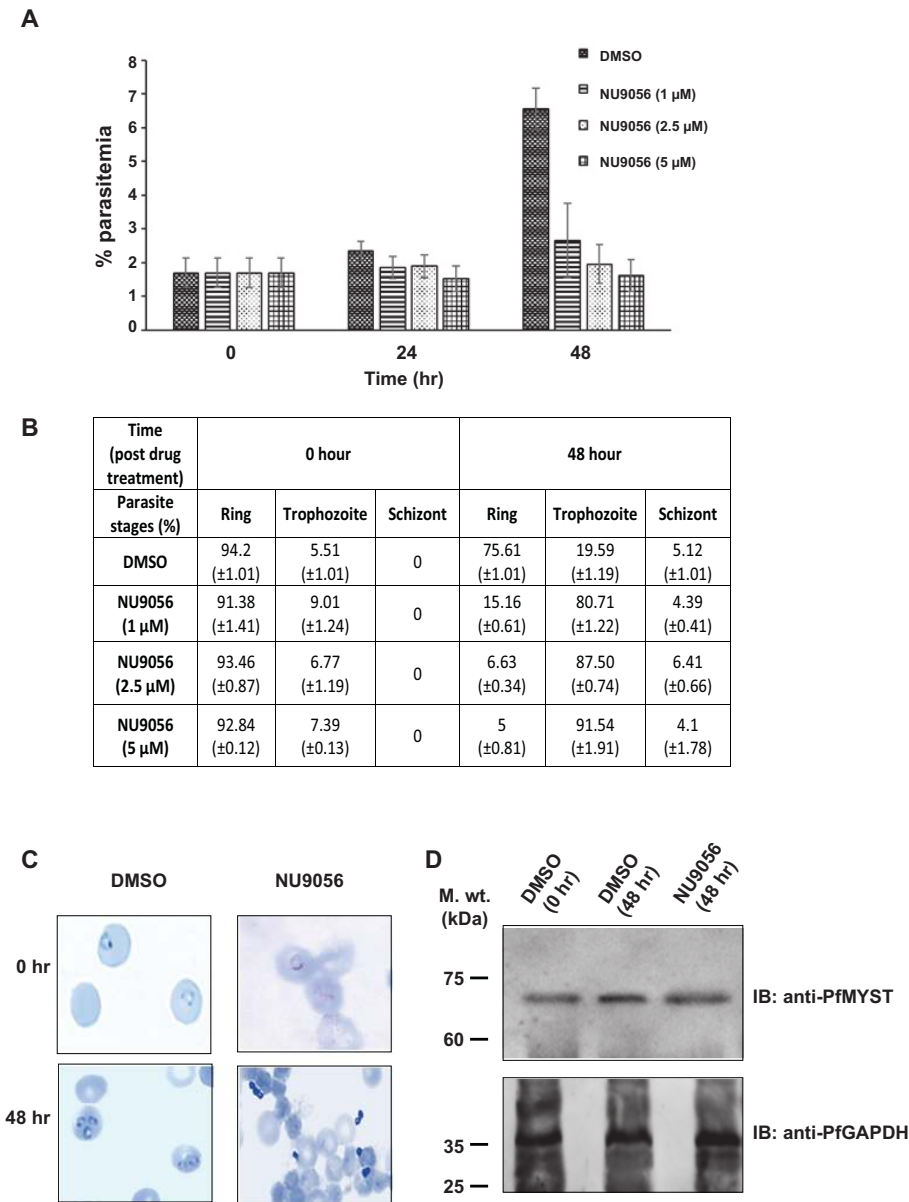 A
DMSO
NU9056 (1 µM)
NU9056 (2.5 µM)
NU9056 (5 µM)
% parasitemia
8
7
6
5
4
3
2
1
0
0 24 48
Time (hr)
B
Time (post drug treatment) 0 hour 48 hour
Parasite stages (%) Ring Trophozoite Schizont Ring Trophozoite Schizont
DMSO 94.2 (±1.01) 5.51 (±1.01) 0 75.61 (±1.01) 19.59 (±1.19) 5.12 (±1.01)
NU9056 (1 µM) 91.38 (±1.41) 9.01 (±1.24) 0 15.16 (±0.61) 80.71 (±1.22) 4.39 (±0.41)
NU9056 (2.5 µM) 93.46 (±0.87) 6.77 (±1.19) 0 6.63 (±0.34) 87.50 (±0.74) 6.41 (±0.66)
NU9056 (5 µM) 92.84 (±0.12) 7.39 (±0.13) 0 5 (±0.81) 91.54 (±1.91) 4.1 (±1.78)
C
DMSO NU9056
0 hr
48 hr
D
M. wt. (kDa)
DMSO (0 hr)
DMSO (48 hr)
NU9056 (48 hr)
75
IB: anti-PfMYST
60
35
IB: anti-PfGAPDH
25